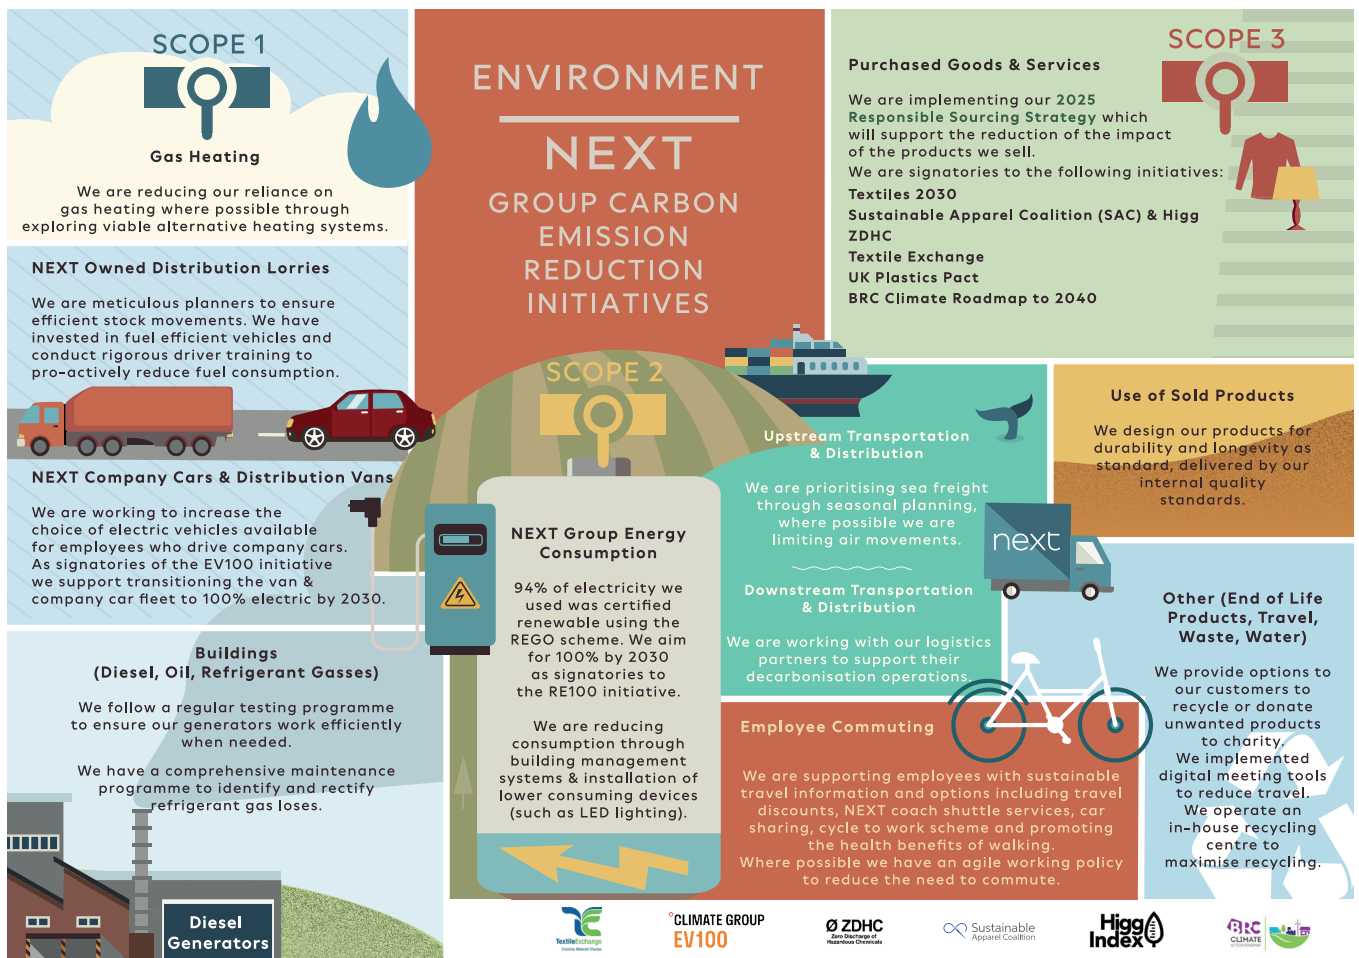 SCOPE 1
Gas Heating
We are reducing our reliance on
gas heating where possible through
exploring viable alternative heating systems.
NEXT Owned Distribution Lorries
We are meticulous planners to ensure
efficient stock movements. We have
invested in fuel efficient vehicles and
conduct rigorous driver training to
pro-actively reduce fuel consumption.
NEXT Company Cars & Distribution Vans
We are working to increase the
choice of electric vehicles available
for employees who drive company cars.
As signatories of the EV100 initiative
we support transitioning the van &
company car fleet to 100% electric by 2030.
Buildings
(Diesel, Oil, Refrigerant Gasses)
We follow a regular testing programme
to ensure our generators work efficiently
when needed.
We have a comprehensive maintenance
programme to identify and rectify
refrigerant gas loses.
Diesel
Generators
ENVIRONMENT
NEXT
GROUP CARBON
EMISSION
REDUCTION
INITIATIVES
SCOPE 2
NEXT Group Energy
Consumption
94% of electricity we
used was certified
renewable using the
REGO scheme. We aim
for 100% by 2030
as signatories to
the RE100 initiative.
We are reducing
consumption through
building management
systems & installation of
lower consuming devices
(such as LED lighting).
SCOPE 3
Purchased Goods & Services
We are implementing our 2025
Responsible Sourcing Strategy which
will support the reduction of the impact
of the products we sell.
We are signatories to the following initiatives:
Textiles 2030
Sustainable Apparel Coalition (SAC) & Higg
ZDHC
Textile Exchange
UK Plastics Pact
BRC Climate Roadmap to 2040
Upstream Transportation
& Distribution
We are prioritising sea freight
through seasonal planning,
where possible we are
limiting air movements.
Downstream Transportation
& Distribution
We are working with our logistics
partners to support their
decarbonisation operations.
next
Use of Sold Products
We design our products for
durability and longevity as
standard, delivered by our
internal quality
standards.
Employee Commuting
We are supporting employees with sustainable
travel information and options including travel
discounts, NEXT coach shuttle services, car
sharing, cycle to work scheme and promoting
the health benefits of walking.
Where possible we have an agile working policy
to reduce the need to commute.
Other (End of Life
Products, Travel,
Waste, Water)
We provide options to
our customers to
recycle or donate
unwanted products
to charity.
We implemented
digital meeting tools
to reduce travel.
We operate an
in-house recycling
centre to
maximise recycling.
TextileExchange
Creating Material Change
°CLIMATE GROUP
EV100
Ø ZDHC
Zero Discharge of
Hazardous Chemicals
Sustainable
Apparel Coalition
Higg
Index
BRC
CLIMATE
ACTION ROADMAP